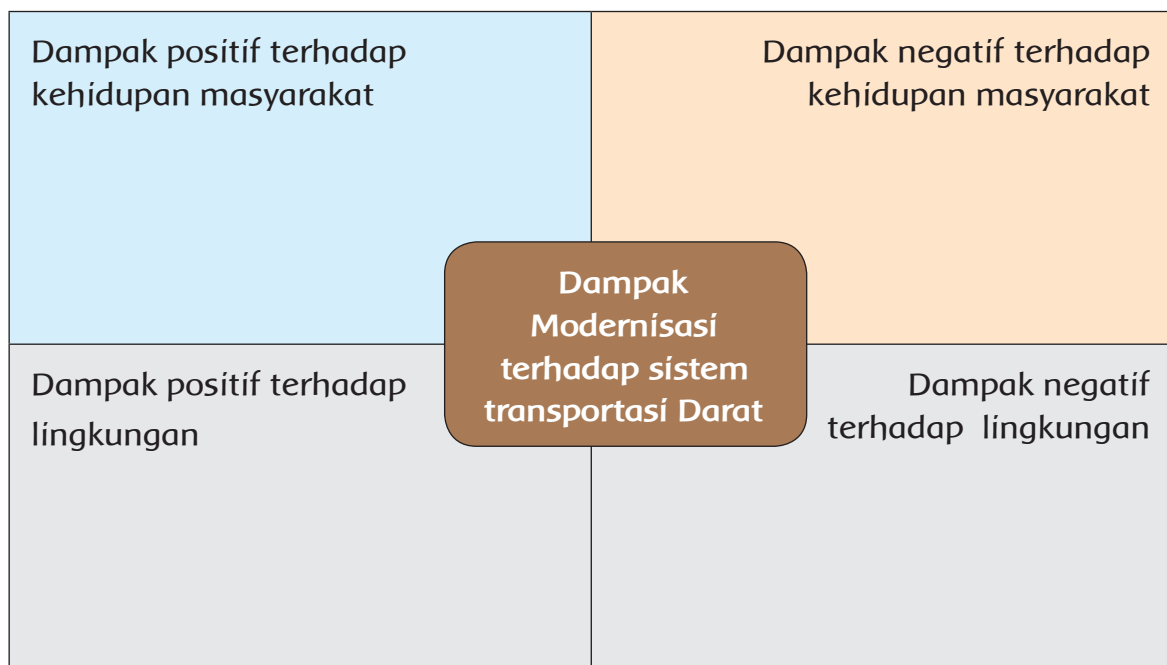 Dampak positif terhadap
kehidupan masyarakat
Dampak negatif terhadap
kehidupan masyarakat
Dampak
Modernisasi
terhadap sistem
transportasi Darat
Dampak positif terhadap
lingkungan
Dampak negatif
terhadap lingkungan